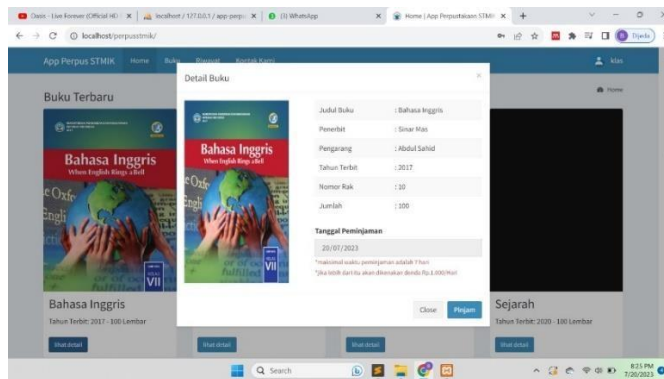 Oasis - Live Forever (Official HD
localhost / 127.0.0.1 / app-perpu
(1) WhatsApp
Home | App Perpustakaan STMIK
localhost/perpusstmik/
Dijeda
App Perpus STMIK
Home
Buku
Riwayat
Kontak Kami
klas
Detail Buku
Buku Terbaru
Home
Bahasa Inggris
When English Rings a Bell
KELAS
VII
Bahasa Inggris
When English Rings a Bell
VII
Judul Buku : Bahasa Inggris
Penerbit : Sinar Mas
Pengarang : Abdul Sahid
Tahun Terbit : 2017
Nomor Rak : 10
Jumlah : 100
Tanggal Peminjaman
20/07/2023
*maksimal waktu peminjaman adalah 7 hari
*jika lebih dari itu akan dikenakan denda Rp.1.000/Hari
Close
Pinjam
Bahasa Inggris
Tahun Terbit: 2017 - 100 Lembar
lihat detail
lihat detail
lihat detail
Sejarah
Tahun Terbit: 2020 - 100 Lembar
lihat detail
Search
8:25 PM
7/20/2023